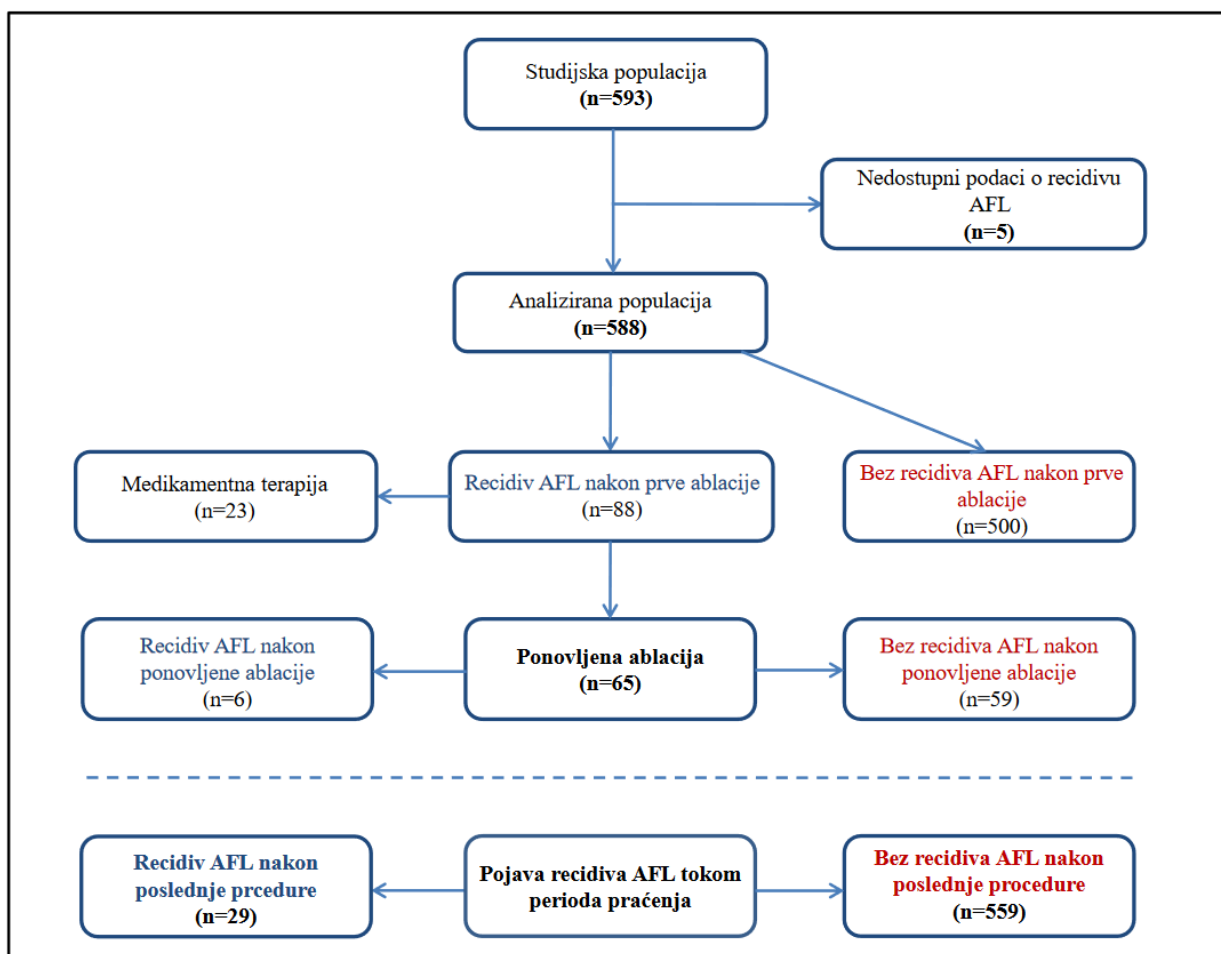 Studijska populacija
(n=593)
Nedostupni podaci o recidivu
AFL
(n=5)
Analizirana populacija
(n=588)
Medikamentna terapija
(n=23)
Recidiv AFL nakon prve ablacije
(n=88)
Bez recidiva AFL nakon prve
ablacije
(n=500)
Recidiv AFL nakon
ponovljene ablacije
(n=6)
Ponovljena ablacija
(n=65)
Bez recidiva AFL nakon
ponovljene ablacije
(n=59)
Recidiv AFL nakon
poslednje prcedure
(n=29)
Pojava recidiva AFL tokom
perioda praćenja
Bez recidiva AFL nakon
poslednje procedure
(n=559)